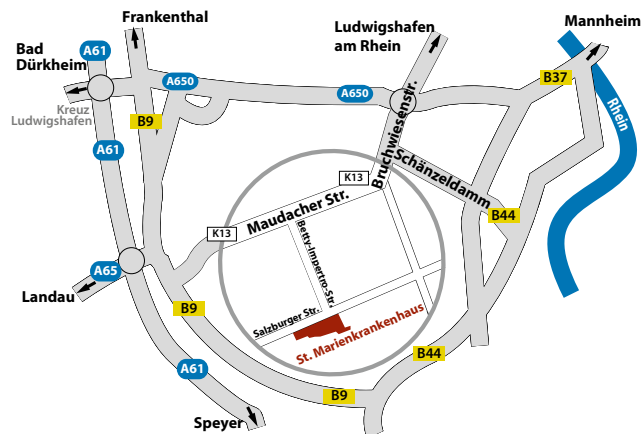 Frankenthal
Mannheim
Ludwigshafen
am Rhein
A61
Bad
Dürkheim
A650
A650
B37
Kreuz
Ludwigshafen
B9
Rhein
A61
Bruchwiesenstr.
Schänzeldamm
K13
Maudacher Str.
B44
K13
Betty-Impertro-Str.
A65
Landau
B9
Salzburger Str.
St. Marienkrankenhaus
B44
A61
B9
Speyer